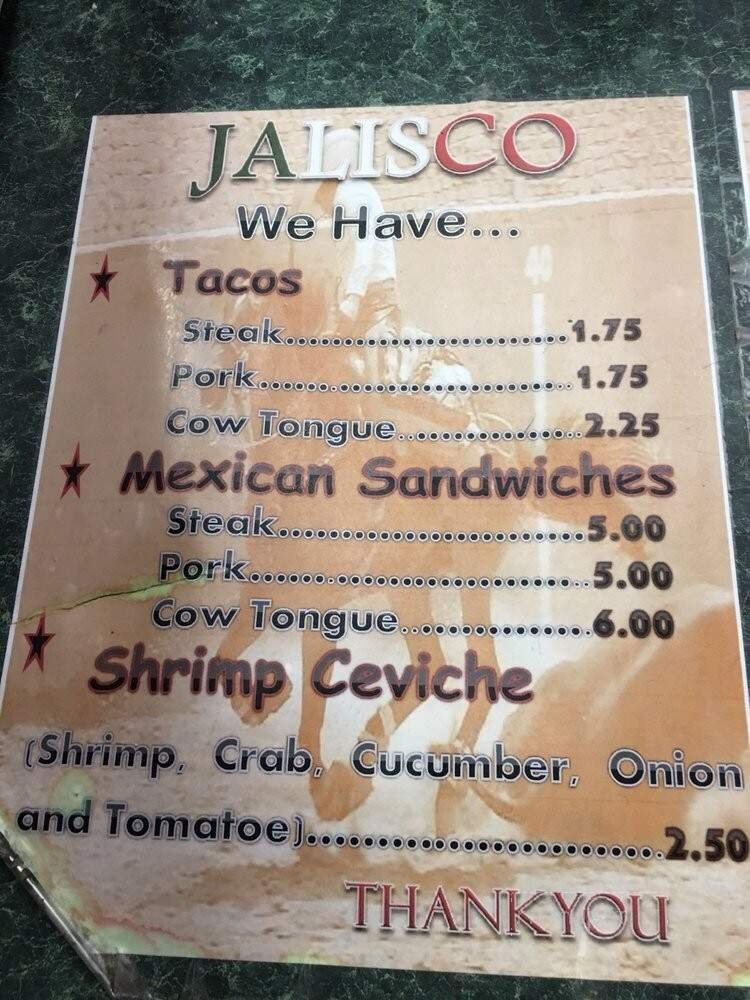 JALISCO
We Have...
Tacos
Steak..............................1.75
Pork.................................1.75
Cow Tongue...................2.25
Mexican Sandwiches
Steak................................5.00
Pork...................................5.00
Cow Tongue...................6.00
Shrimp Ceviche
(Shrimp, Crab, Cucumber, Onion
and Tomatoe)..............................2.50
THANKYOU